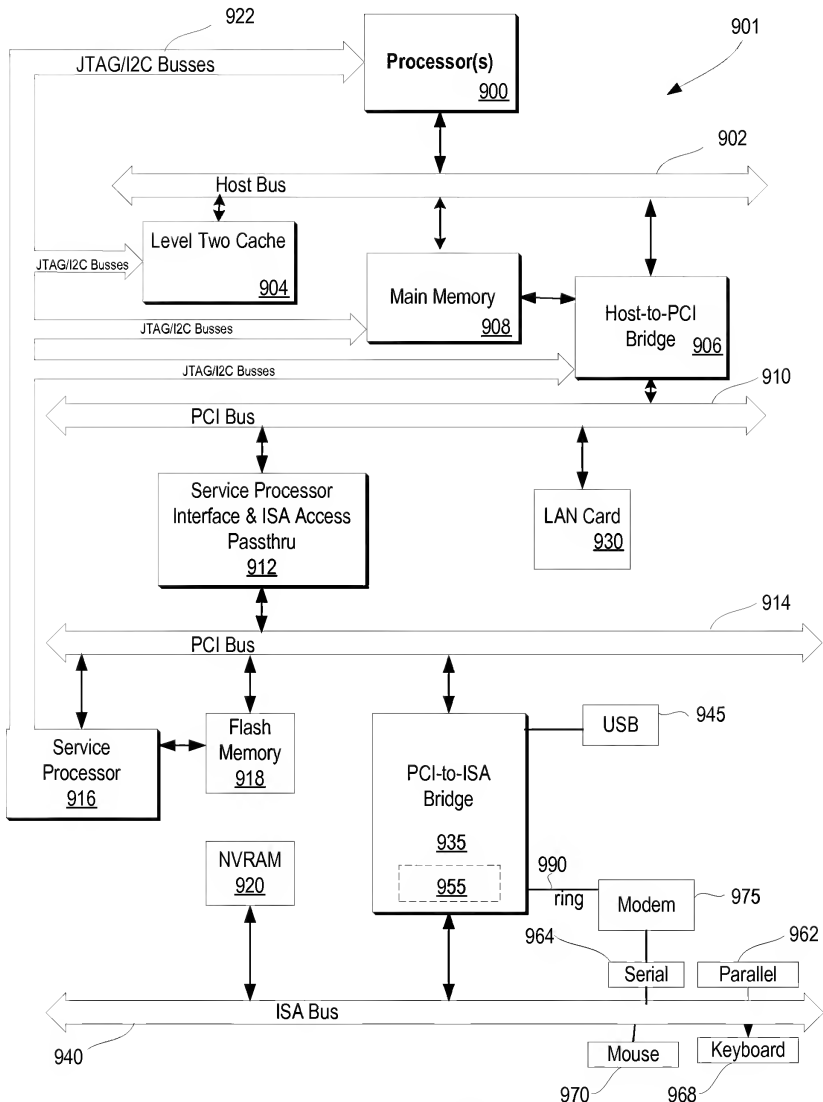 922
901
JTAG/I2C Busses
Processor(s)
900
902
Host Bus
Level Two Cache
904
JTAG/I2C Busses
Main Memory
908
Host-to-PCI
Bridge
906
JTAG/I2C Busses
JTAG/I2C Busses
910
PCI Bus
Service Processor
Interface & ISA Access
Passthru
912
LAN Card
930
914
PCI Bus
Service
Processor
916
Flash
Memory
918
PCI-to-ISA
Bridge
935
955
USB
945
NVRAM
920
990
ring
Modem
975
964
962
Serial
Parallel
ISA Bus
940
Mouse
Keyboard
970
968